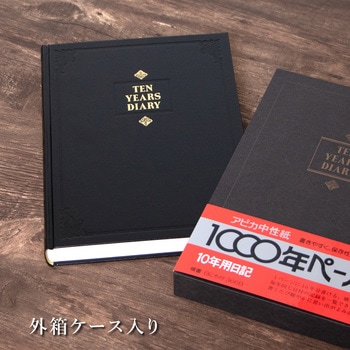 TEN
YEARS
DIARY
TEN
YEARS
DIARY
アピカ中性紙
書きやすく、保存性
1000年ペー
10年用日記
外箱ケース入り